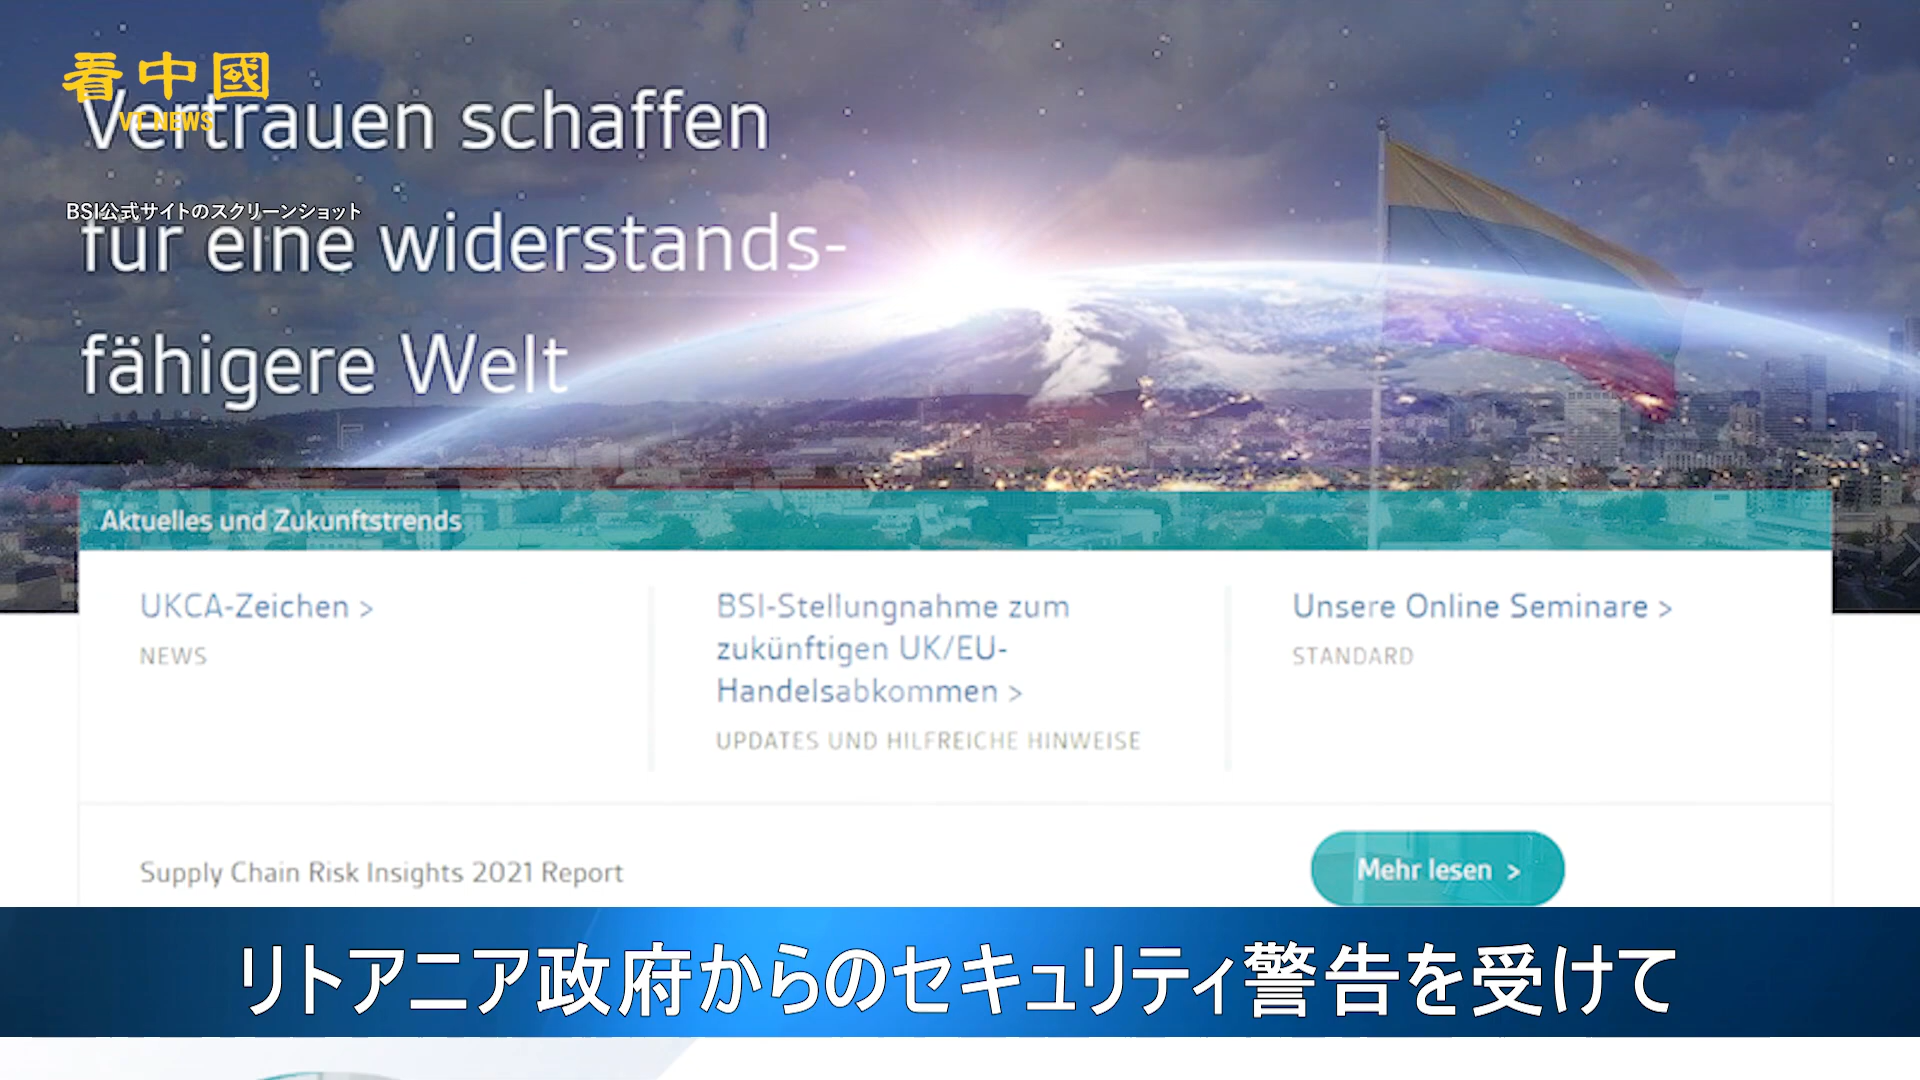 看中國
VT NEWS
Vertrauen schaffen
BSI公式サイトのスクリーンショット
für eine widerstands-
fähigere Welt
Aktuelles und Zukunftstrends
UKCA-Zeichen >
NEWS
BSI-Stellungnahme zum
zukünftigen UK/EU-
Handelsabkommen >
UPDATES UND HILFREICHE HINWEISE
Unsere Online Seminare >
STANDARD
Supply Chain Risk Insights 2021 Report
Mehr lesen >
リトアニア政府からのセキュリティ警告を受けて